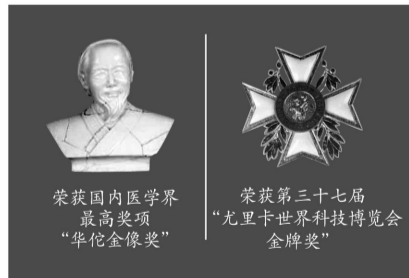 荣获国内医学界
最高奖项
“华佗金像奖”
荣获第三十七届
“尤里卡世界科技博览会
金牌奖”